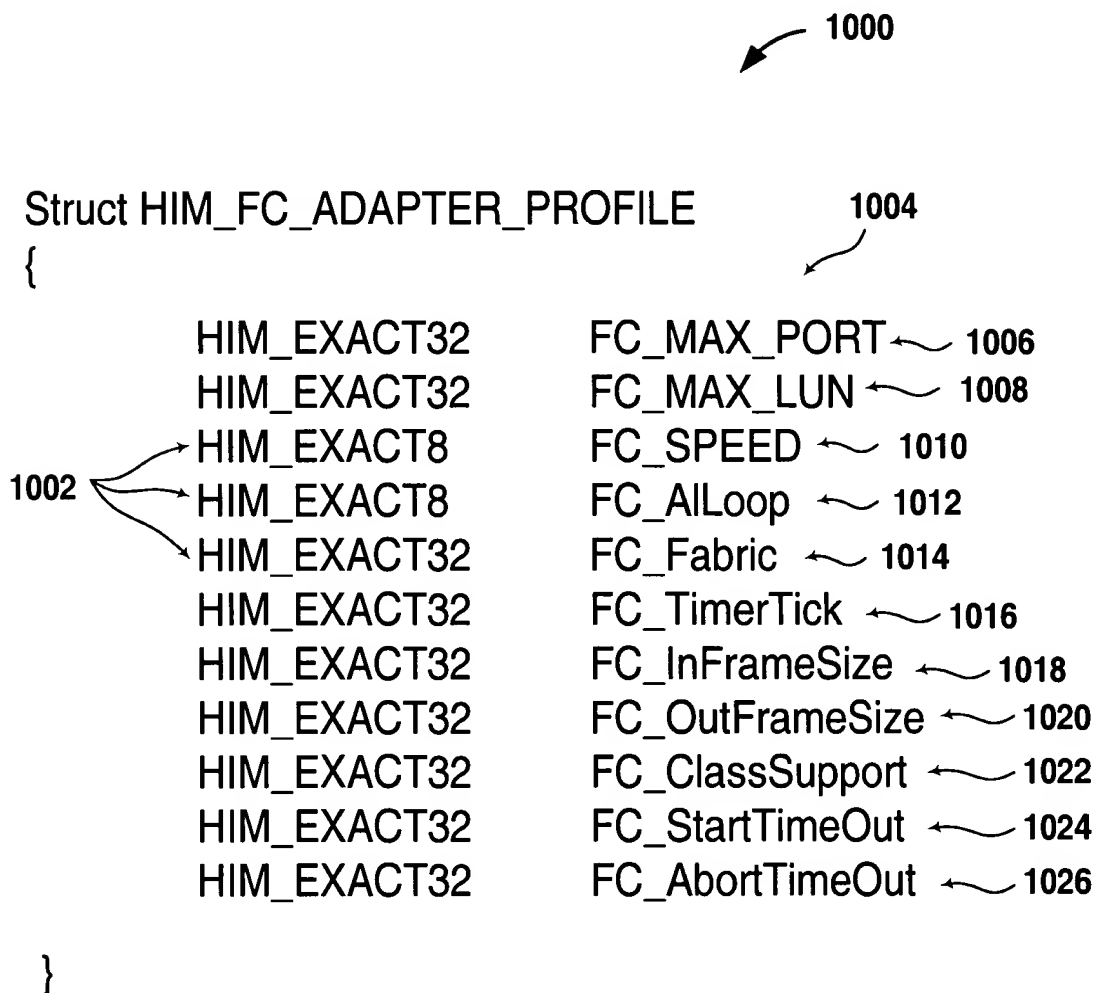 1000
Struct HIM_FC_ADAPTER_PROFILE 1004
{
HIM_EXACT32 FC_MAX_PORT 1006
HIM_EXACT32 FC_MAX_LUN 1008
HIM_EXACT8 FC_SPEED 1010
1002 HIM_EXACT8 FC_AlLoop 1012
HIM_EXACT32 FC_Fabric 1014
HIM_EXACT32 FC_TimerTick 1016
HIM_EXACT32 FC_InFrameSize 1018
HIM_EXACT32 FC_OutFrameSize 1020
HIM_EXACT32 FC_ClassSupport 1022
HIM_EXACT32 FC_StartTimeOut 1024
HIM_EXACT32 FC_AbortTimeOut 1026
}